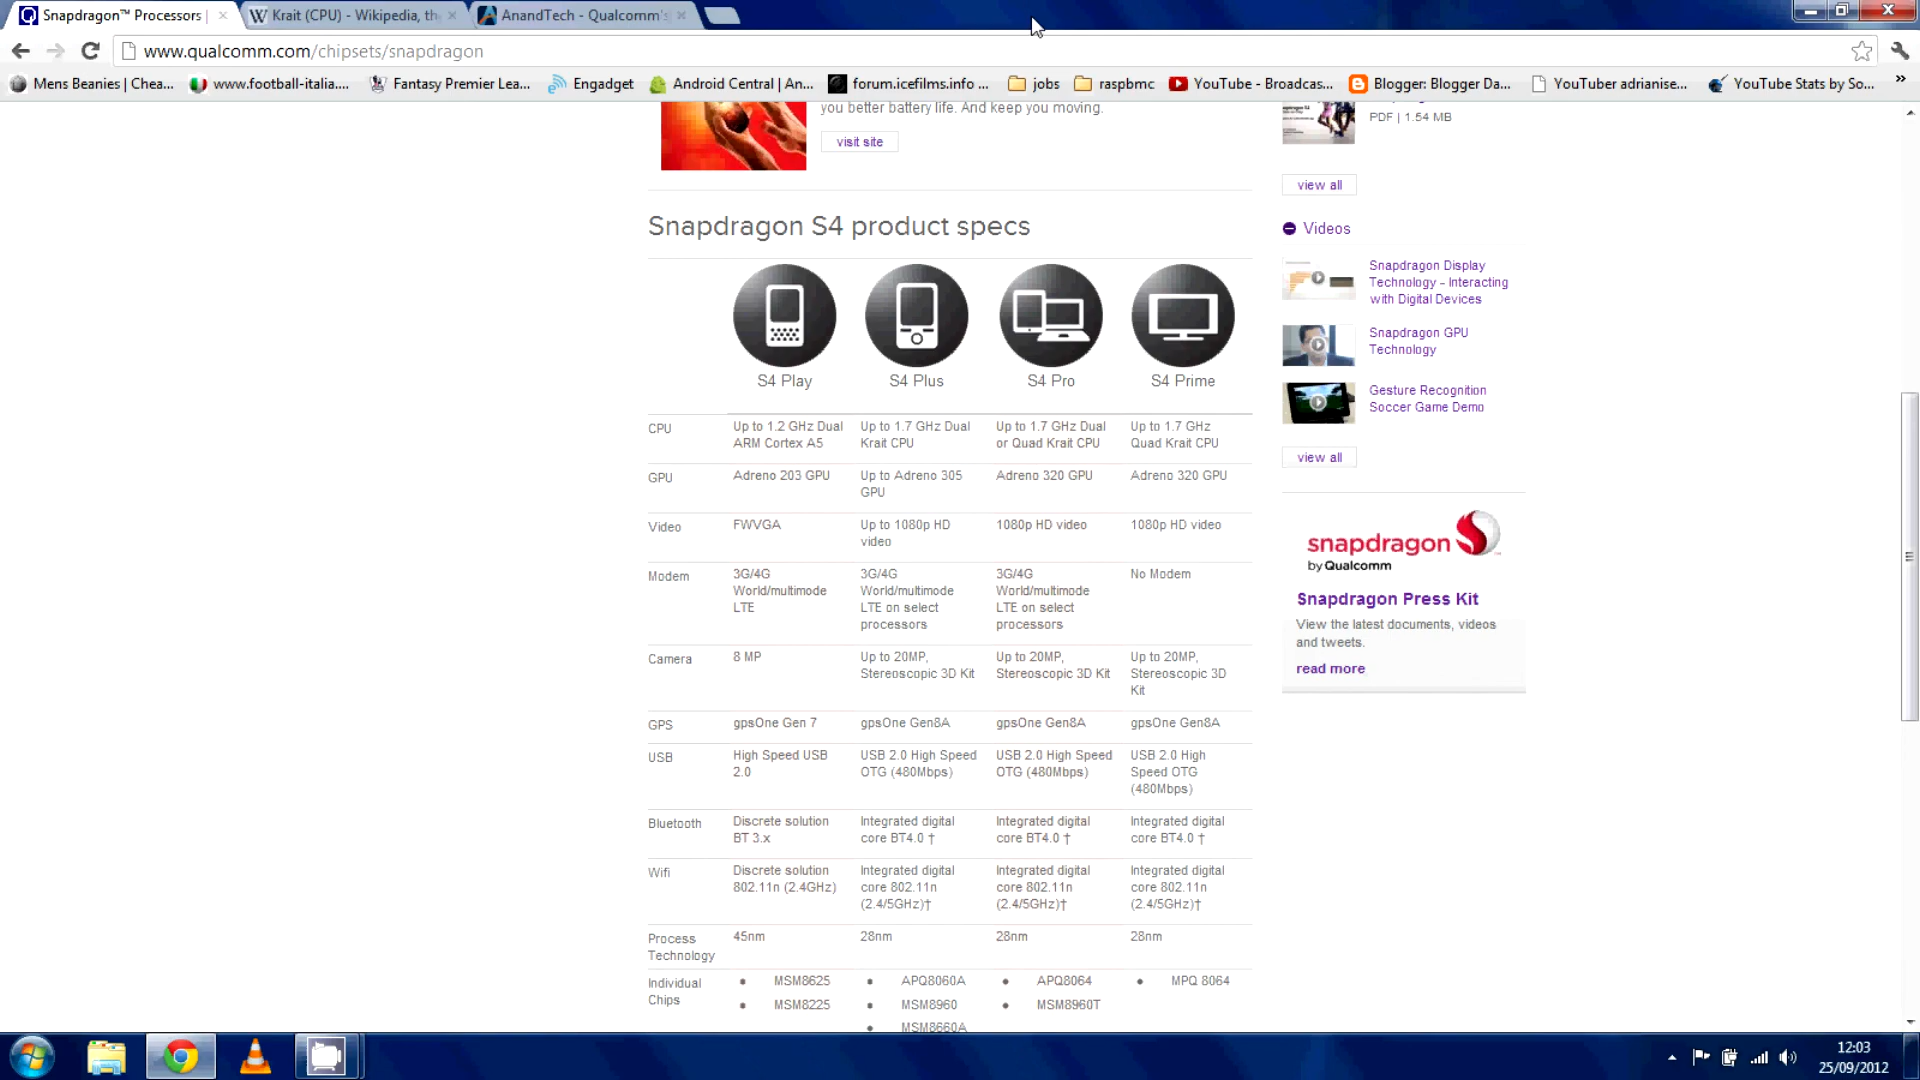 Snapdragon™ Processors |
Krait (CPU) - Wikipedia, th
AnandTech - Qualcomm's
www.qualcomm.com/chipsets/snapdragon
Mens Beanies | Chea...
www.football-italia....
Fantasy Premier Lea...
Engadget
Android Central | An...
forum.icefilms.info ...
jobs
raspbmc
YouTube - Broadcas...
Blogger: Blogger Da...
YouTuber adrianise...
YouTube Stats by So...
»
you better battery life. And keep you moving.
visit site
PDF | 1.54 MB
view all
Videos
Snapdragon Display
Technology - Interacting
with Digital Devices
Snapdragon GPU
Technology
Gesture Recognition
Soccer Game Demo
view all
snapdragon
by Qualcomm
Snapdragon Press Kit
View the latest documents, videos
and tweets.
read more
Snapdragon S4 product specs
S4 Play S4 Plus S4 Pro S4 Prime
CPU Up to 1.2 GHz Dual Up to 1.7 GHz Dual Up to 1.7 GHz Dual Up to 1.7 GHz
ARM Cortex A5 Krait CPU or Quad Krait CPU Quad Krait CPU
GPU Adreno 203 GPU Up to Adreno 305 Adreno 320 GPU Adreno 320 GPU
GPU
Video FWVGA Up to 1080p HD 1080p HD video 1080p HD video
video
Modem 3G/4G 3G/4G 3G/4G No Modem
World/multimode World/multimode World/multimode
LTE LTE on select LTE on select
processors processors
Camera 8 MP Up to 20MP, Up to 20MP, Up to 20MP,
Stereoscopic 3D Kit Stereoscopic 3D Kit Stereoscopic 3D
Kit
GPS gpsOne Gen 7 gpsOne Gen8A gpsOne Gen8A gpsOne Gen8A
USB High Speed USB USB 2.0 High Speed USB 2.0 High Speed USB 2.0 High
2.0 OTG (480Mbps) OTG (480Mbps) Speed OTG
(480Mbps)
Bluetooth Discrete solution Integrated digital Integrated digital Integrated digital
BT 3.x core BT4.0 † core BT4.0 † core BT4.0 †
Wifi Discrete solution Integrated digital Integrated digital Integrated digital
802.11n (2.4GHz) core 802.11n core 802.11n core 802.11n
(2.4/5GHz)† (2.4/5GHz)† (2.4/5GHz)†
Process 45nm 28nm 28nm 28nm
Technology
Individual • MSM8625 • APQ8060A • APQ8064 • MPQ 8064
Chips • MSM8225 • MSM8960 • MSM8960T
• MSM8660A
12:03
25/09/2012